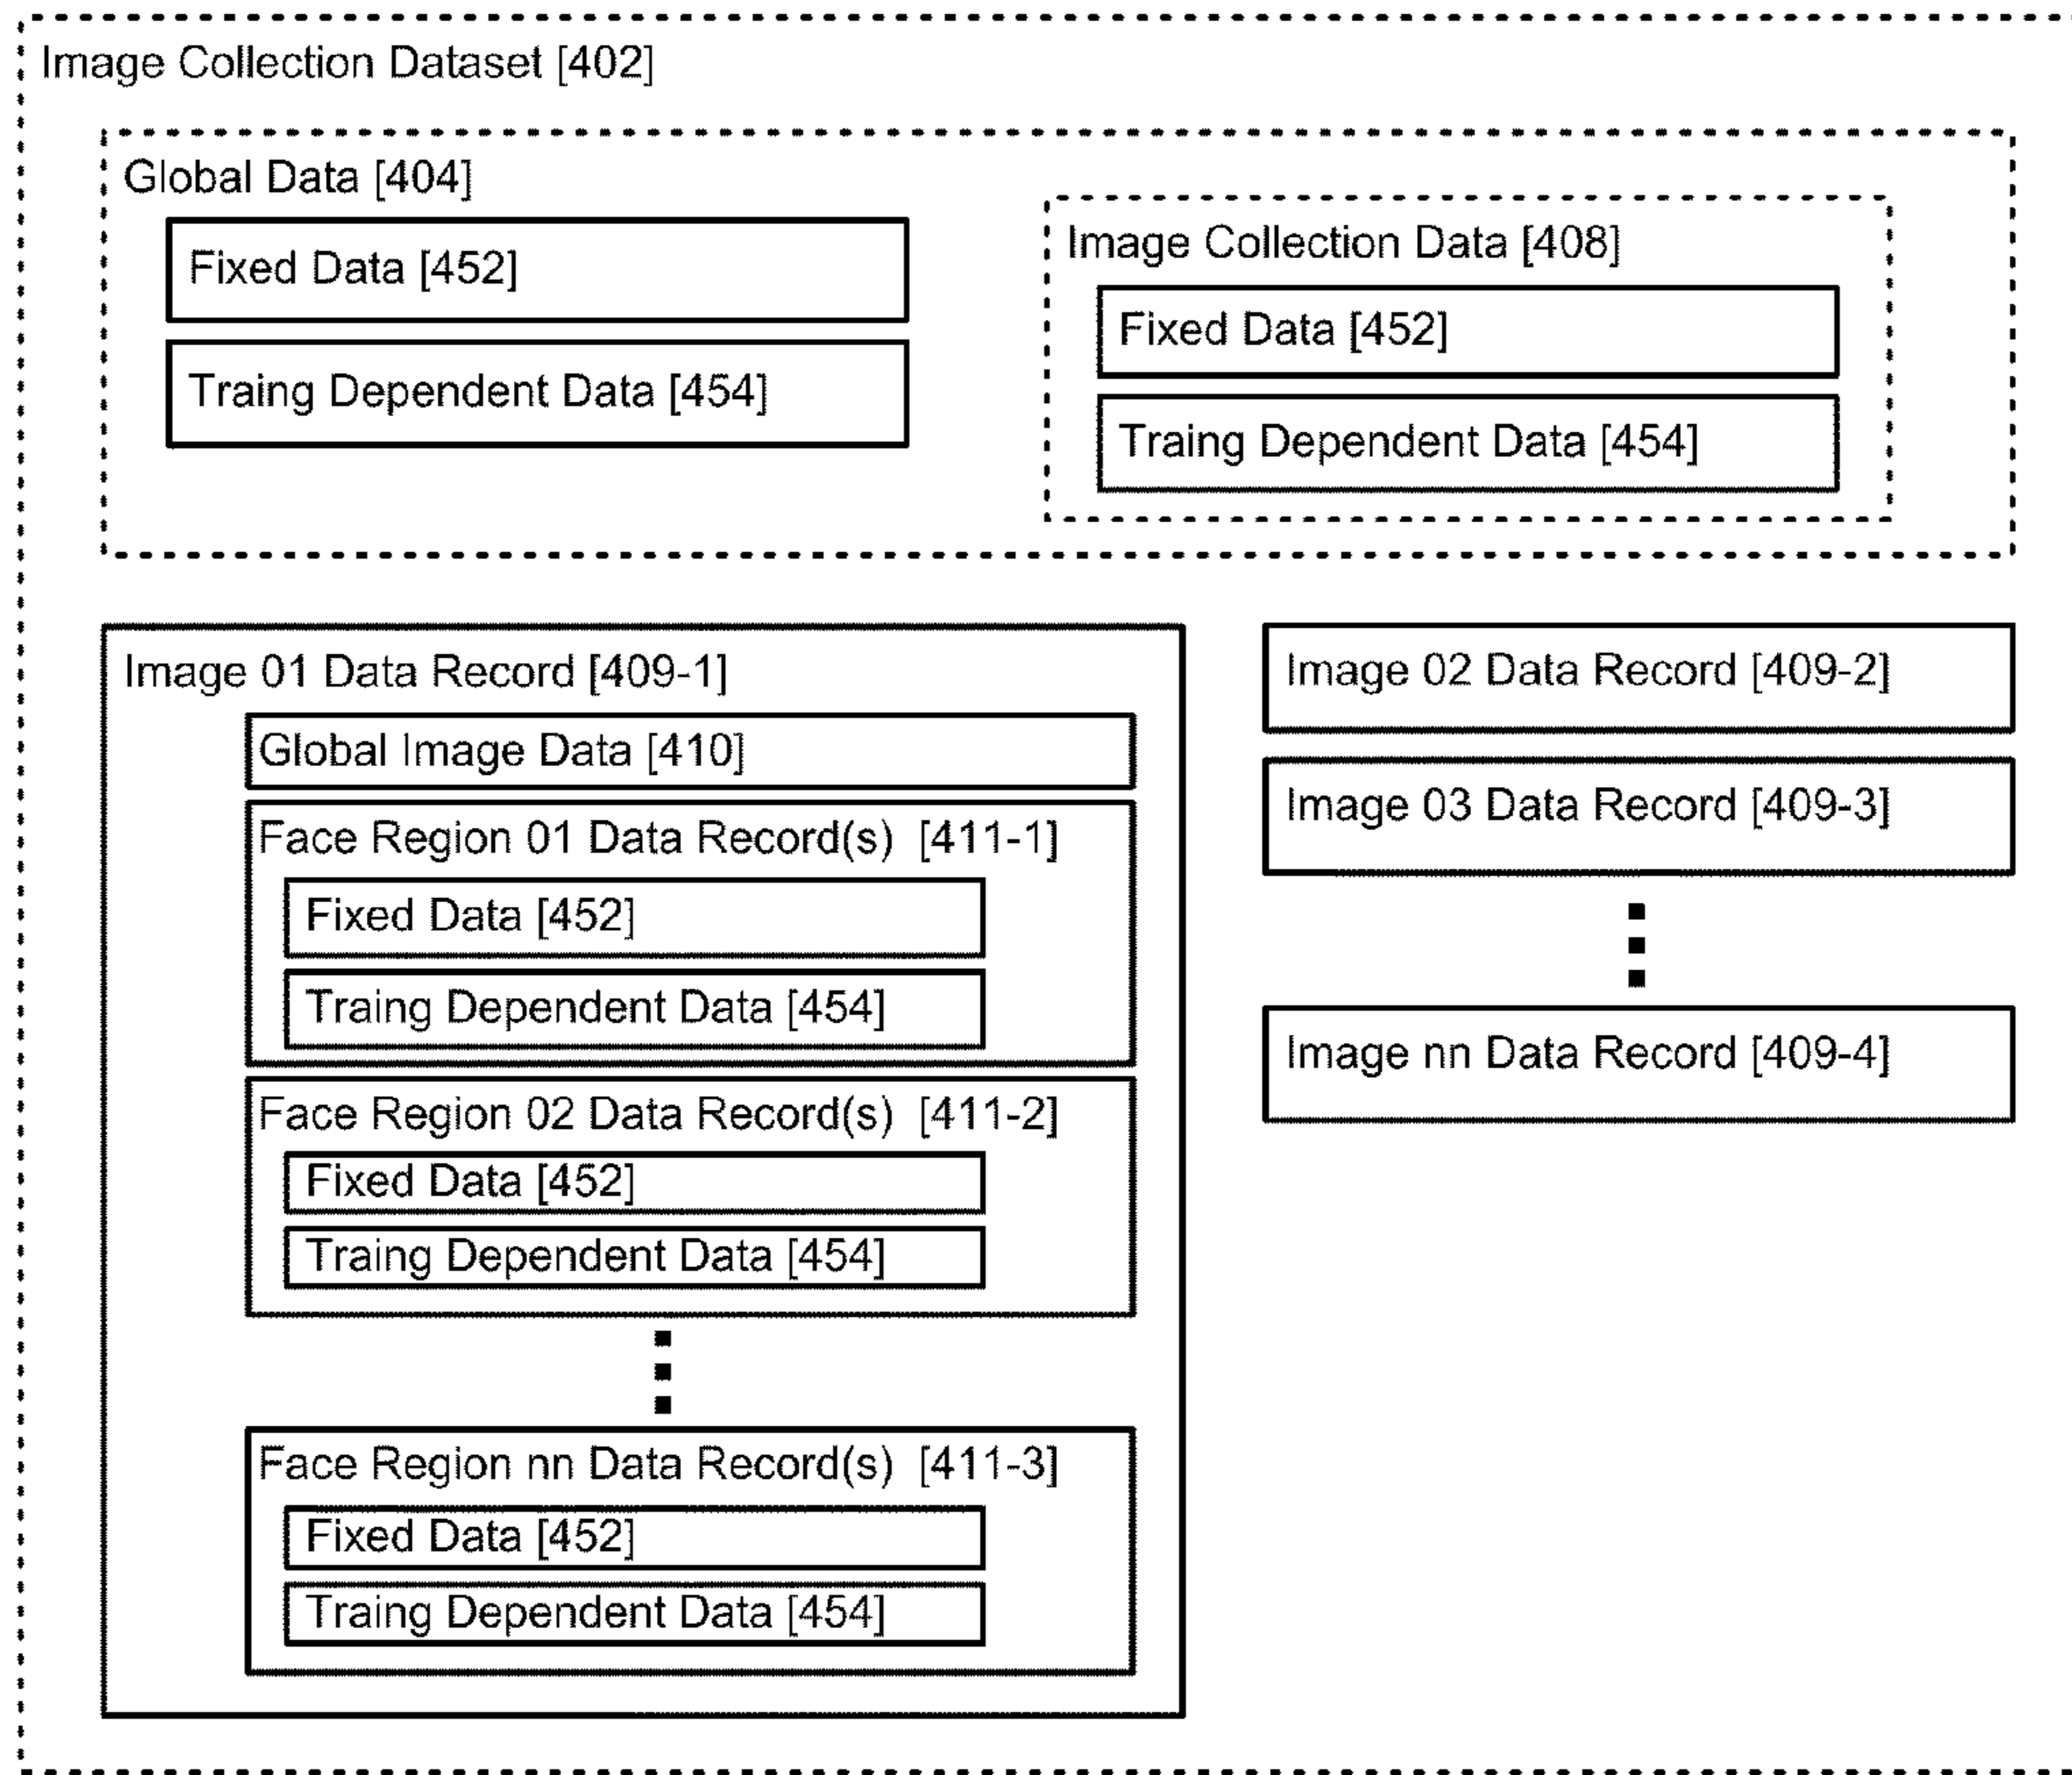 Image Collection Dataset [402]
Global Data [404]
Fixed Data [452]
Traing Dependent Data [454]
Image Collection Data [408]
Fixed Data [452]
Traing Dependent Data [454]
Image 01 Data Record [409-1]
Global Image Data [410]
Face Region 01 Data Record(s) [411-1]
Fixed Data [452]
Traing Dependent Data [454]
Face Region 02 Data Record(s) [411-2]
Fixed Data [452]
Traing Dependent Data [454]
Face Region nn Data Record(s) [411-3]
Fixed Data [452]
Traing Dependent Data [454]
Image 02 Data Record [409-2]
Image 03 Data Record [409-3]
Image nn Data Record [409-4]